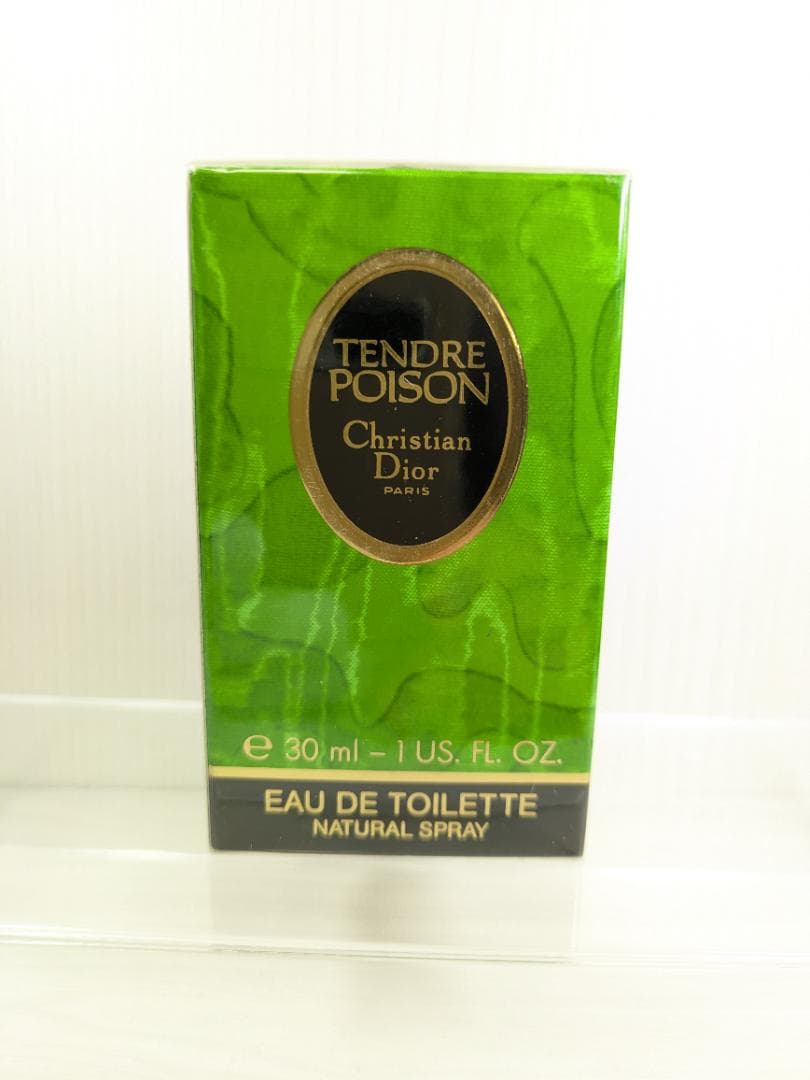 TENDRE
POISON
Christian
Dior
PARIS
℮ 30 ml – 1 US. FL. OZ.
EAU DE TOILETTE
NATURAL SPRAY